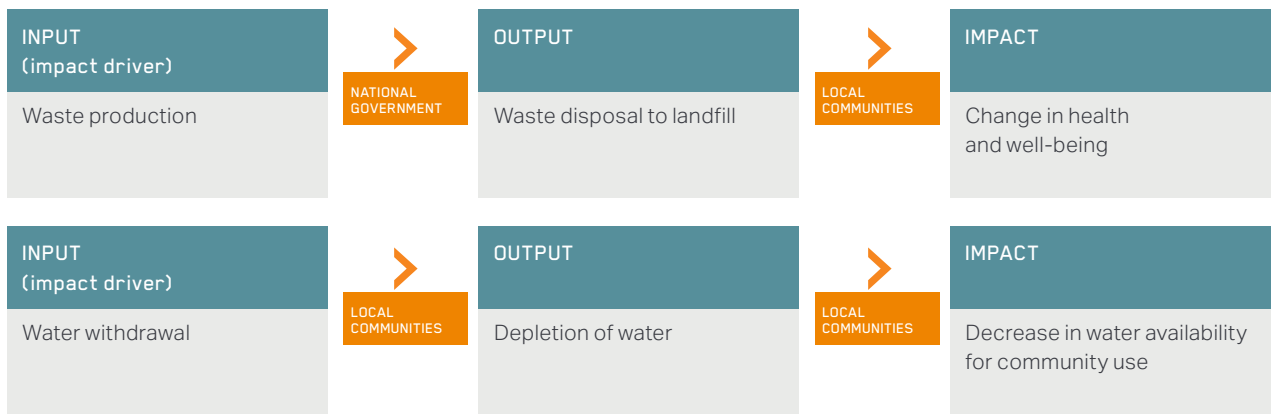 INPUT
(impact driver)
Waste production
NATIONAL
GOVERNMENT
OUTPUT
Waste disposal to landfill
LOCAL
COMMUNITIES
IMPACT
Change in health
and well-being
INPUT
(impact driver)
Water withdrawal
LOCAL
COMMUNITIES
OUTPUT
Depletion of water
LOCAL
COMMUNITIES
IMPACT
Decrease in water availability
for community use